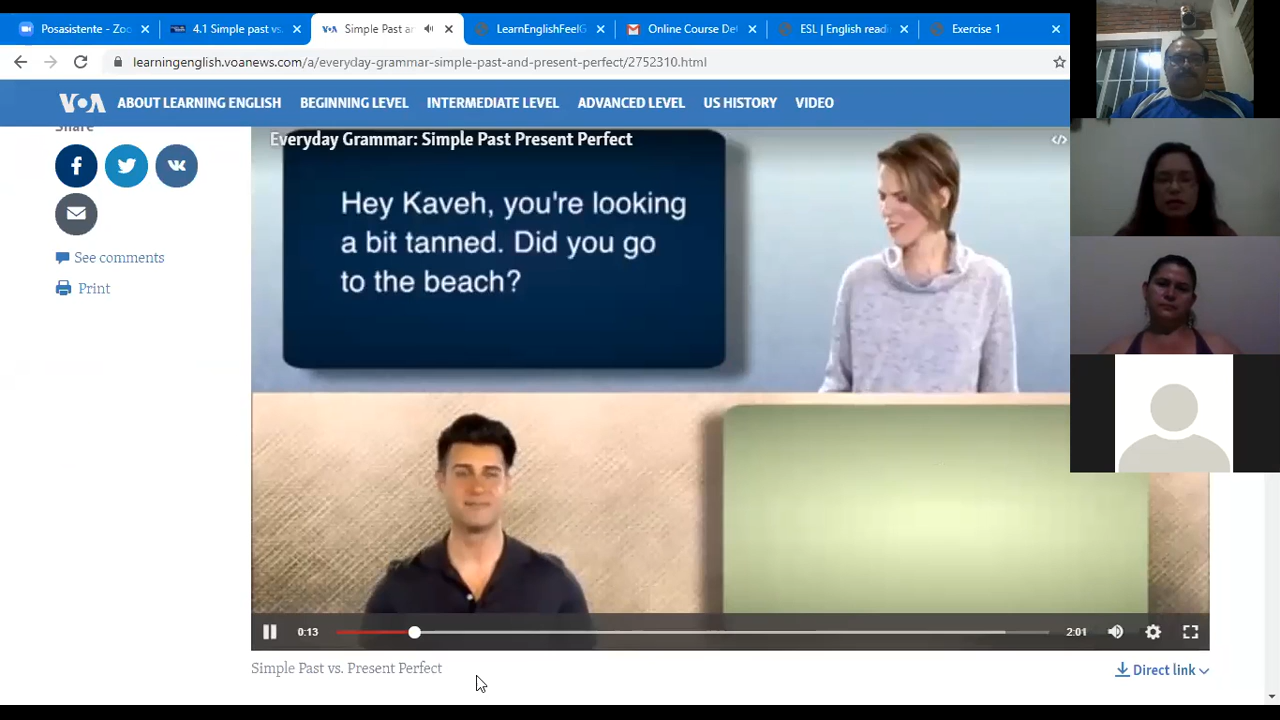 Posasistente - Zoo
4.1 Simple past vs.
Simple Past an
LearnEnglishFeelG
Online Course De
ESL | English readi
Exercise 1
learningenglish.voanews.com/a/everyday-grammar-simple-past-and-present-perfect/2752310.html
VOA
ABOUT LEARNING ENGLISH
BEGINNING LEVEL
INTERMEDIATE LEVEL
ADVANCED LEVEL
US HISTORY
VIDEO
Share
See comments
Print
Everyday Grammar: Simple Past Present Perfect
Hey Kaveh, you're looking
a bit tanned. Did you go
to the beach?
0:13
2:01
Simple Past vs. Present Perfect
Direct link